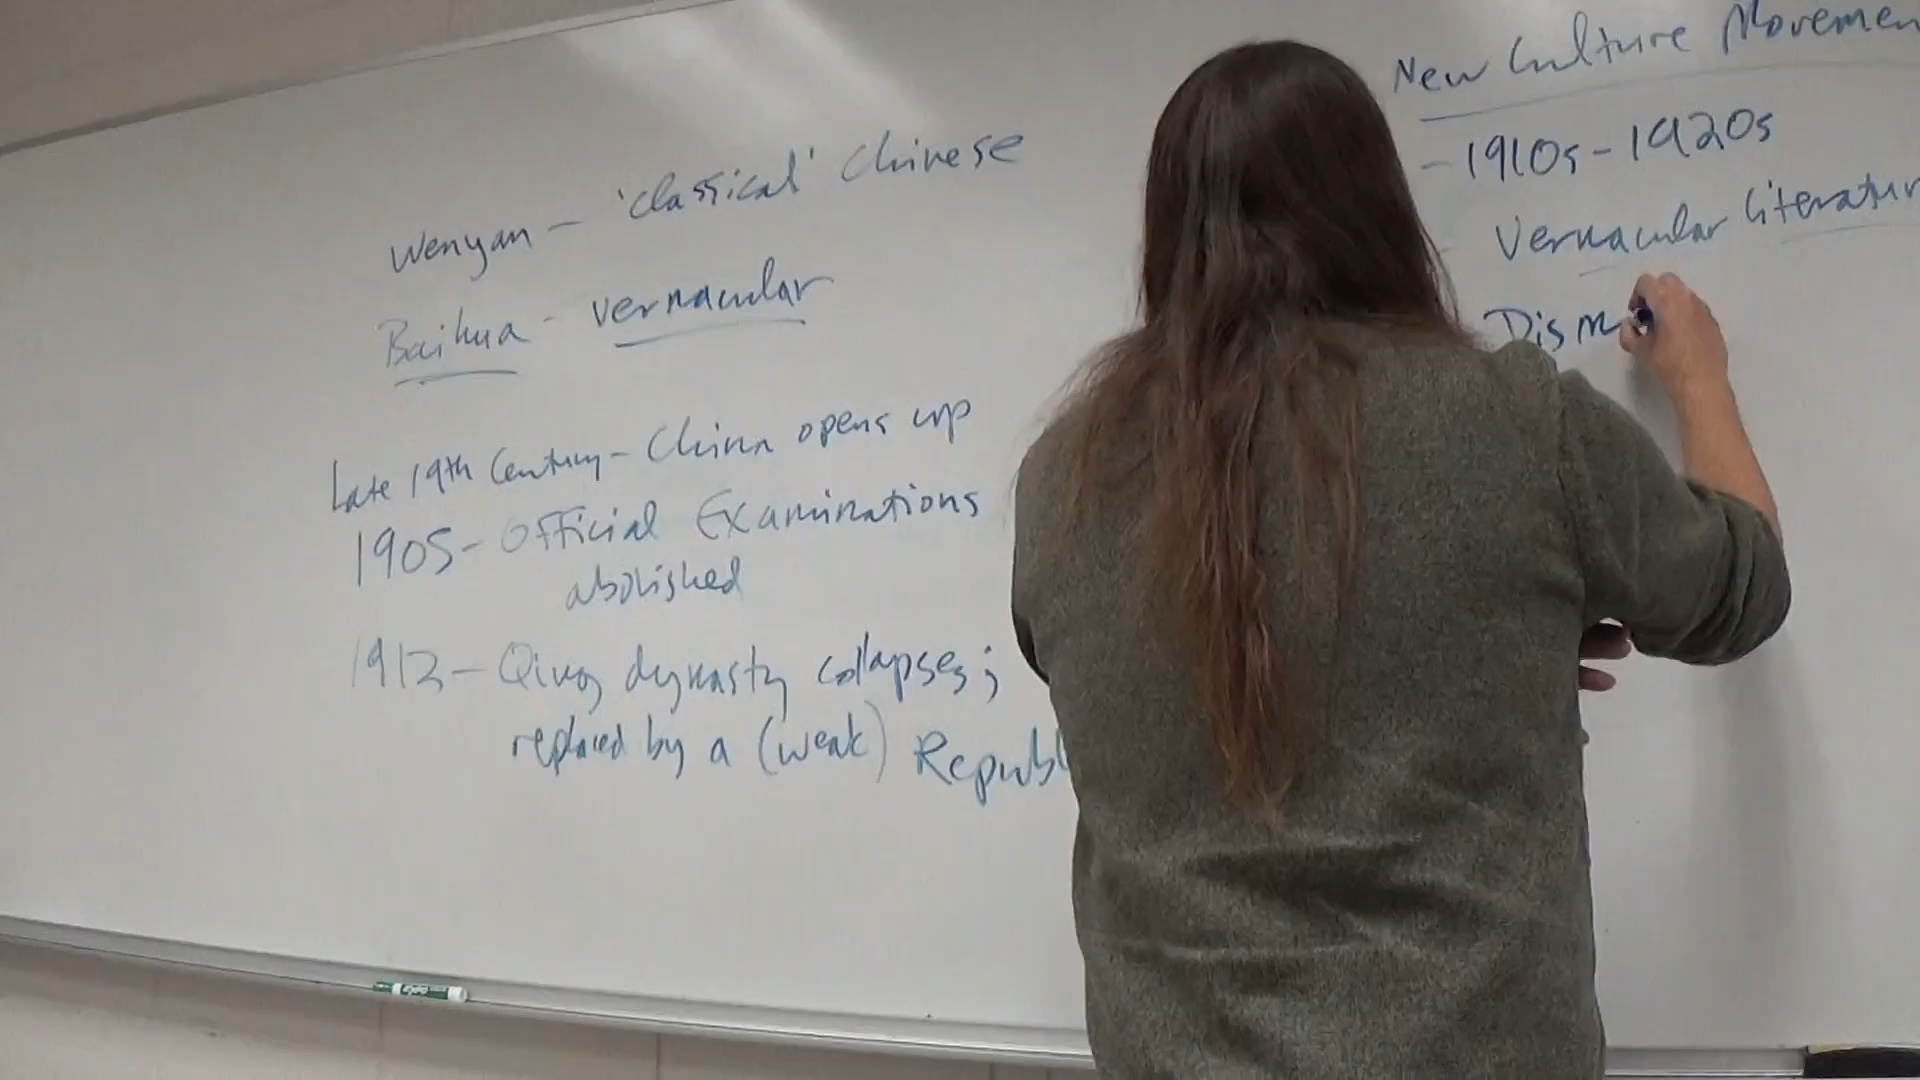 Wenyan - 'classical' Chinese
Baihua - vernacular
Late 19th Century - China opens up
1905 - Official Examinations
abolished
1912 - Qing dynasty collapses;
replaced by a (weak) Republ
New Culture Movemen
- 1910s - 1920s
- Vernacular literatur
Dism